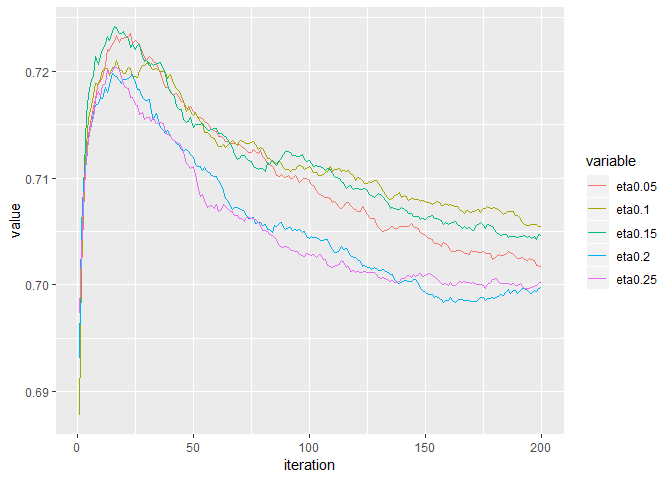 value
0.72
0.71
0.70
0.69
0
50
100
150
200
iteration
variable
eta0.05
eta0.1
eta0.15
eta0.2
eta0.25